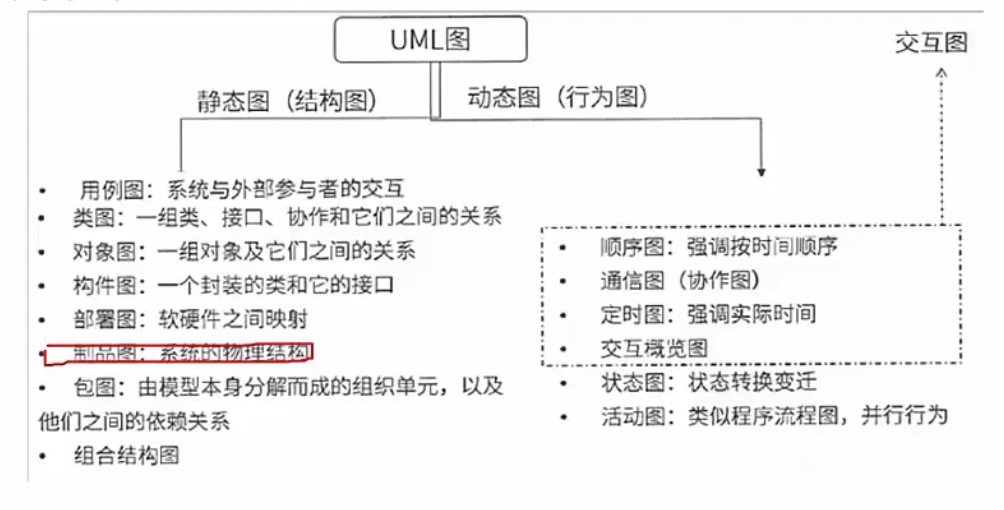 UML图
交互图
静态图（结构图）
动态图（行为图）
• 用例图：系统与外部参与者的交互
• 类图：一组类、接口、协作和它们之间的关系
• 对象图：一组对象及它们之间的关系
• 构件图：一个封装的类和它的接口
• 部署图：软硬件之间映射
• 制品图：系统的物理结构
• 包图：由模型本身分解而成的组织单元，以及
他们之间的依赖关系
• 组合结构图
• 顺序图：强调按时间顺序
• 通信图（协作图）
• 定时图：强调实际时间
• 交互概览图
• 状态图：状态转换变迁
• 活动图：类似程序流程图，并行行为